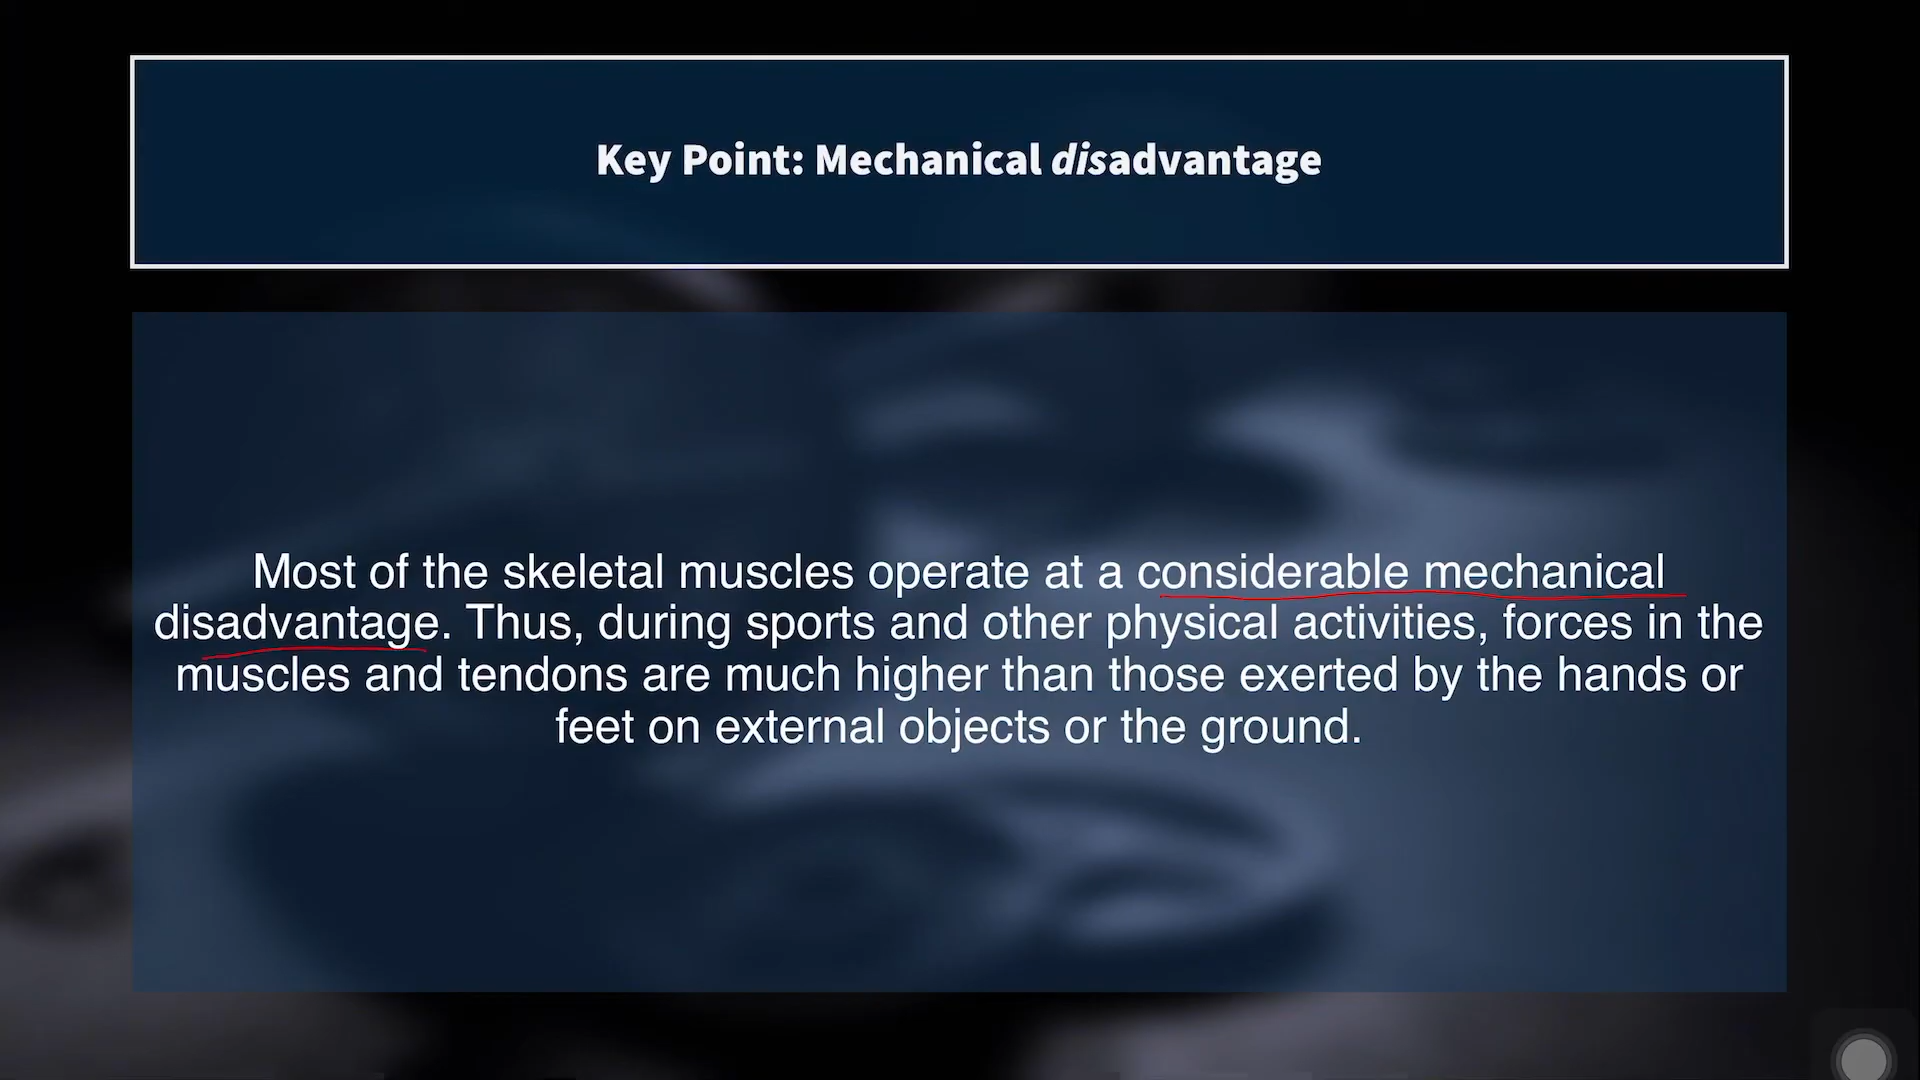 Key Point: Mechanical disadvantage
Most of the skeletal muscles operate at a considerable mechanical
disadvantage. Thus, during sports and other physical activities, forces in the
muscles and tendons are much higher than those exerted by the hands or
feet on external objects or the ground.